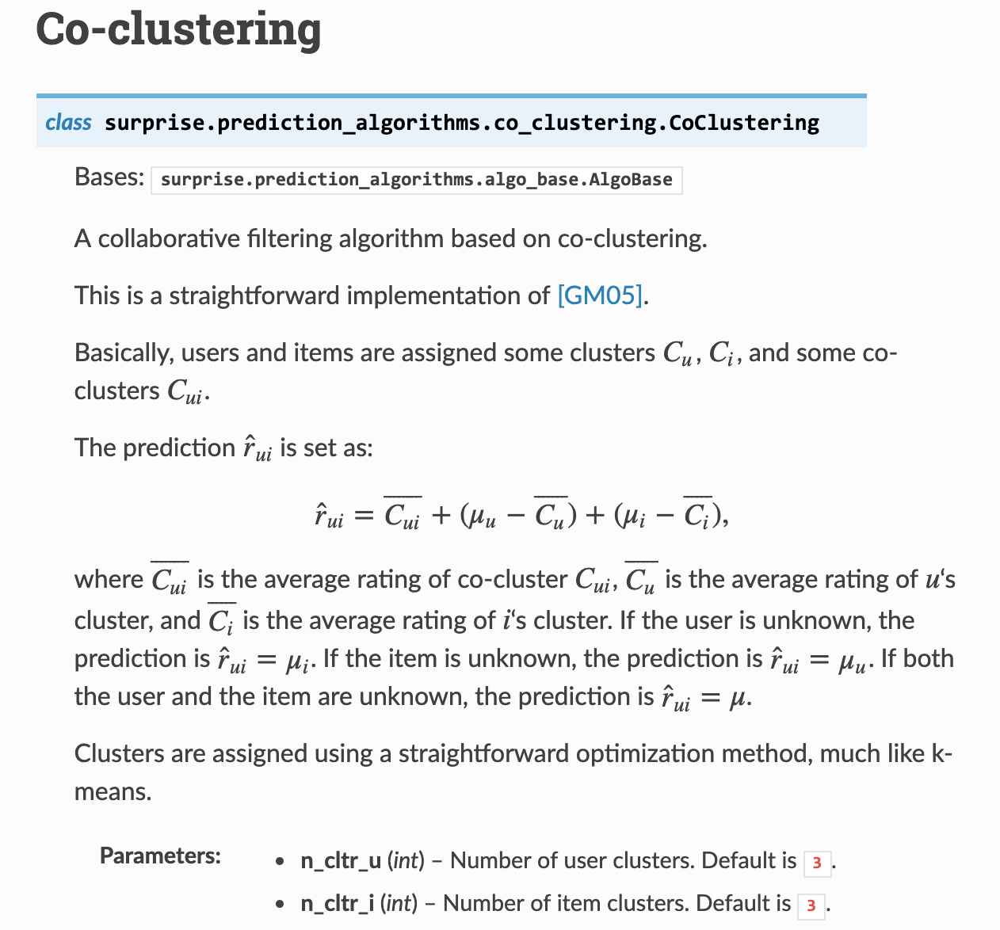 Co-clustering
class surprise.prediction_algorithms.co_clustering.CoClustering
Bases: surprise.prediction_algorithms.algo_base.AlgoBase
A collaborative filtering algorithm based on co-clustering.
This is a straightforward implementation of [GM05].
Basically, users and items are assigned some clusters C_u, C_i, and some co-
clusters C_{ui}.
The prediction \hat{r}_{ui} is set as:
\hat{r}_{ui} = \overline{C_{ui}} + (μ_u − \overline{C_u}) + (μ_i − \overline{C_i}),
where \overline{C_{ui}} is the average rating of co-cluster C_{ui}, \overline{C_u} is the average rating of u‘s
cluster, and \overline{C_i} is the average rating of i‘s cluster. If the user is unknown, the
prediction is \hat{r}_{ui} = μ_i. If the item is unknown, the prediction is \hat{r}_{ui} = μ_u. If both
the user and the item are unknown, the prediction is \hat{r}_{ui} = μ.
Clusters are assigned using a straightforward optimization method, much like k-
means.
Parameters: • n_cltr_u (int) – Number of user clusters. Default is 3.
• n_cltr_i (int) – Number of item clusters. Default is 3.